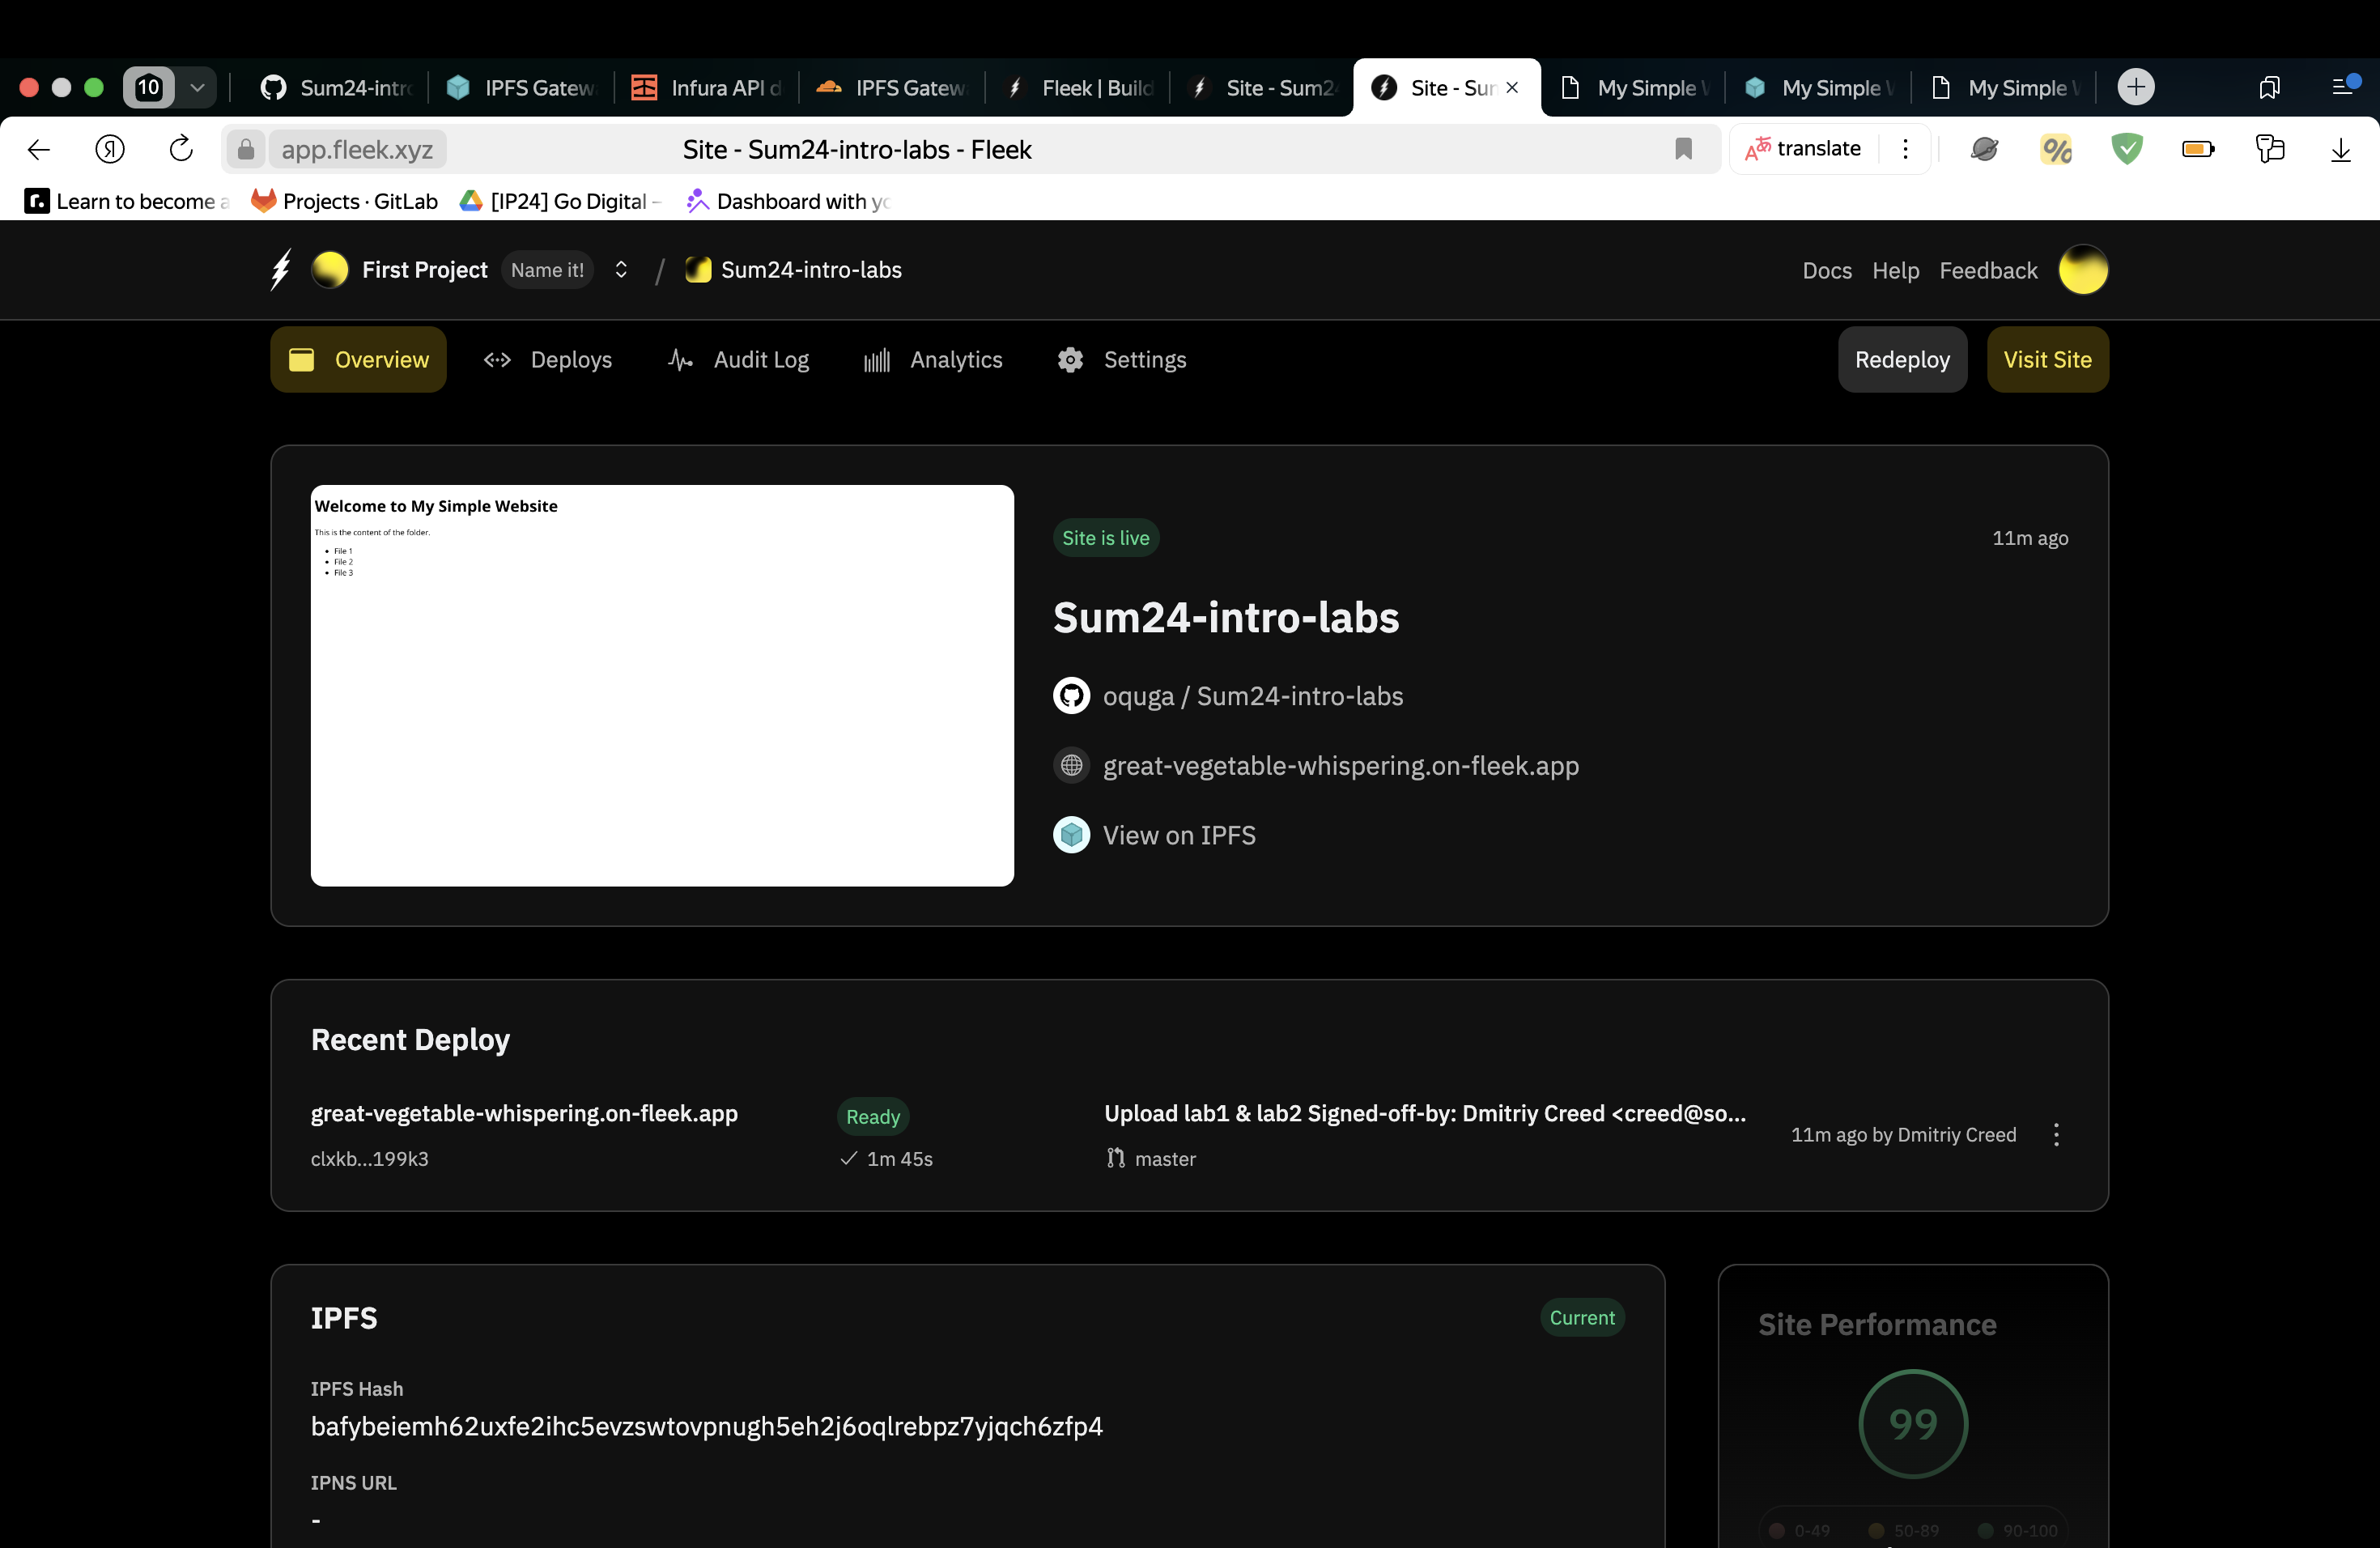 10
Sum24-intro
IPFS Gatew
Infura API d
IPFS Gatew
Fleek | Build
Site - Sum24
Site - Sum
My Simple W
My Simple W
My Simple W
app.fleek.xyz
Site - Sum24-intro-labs - Fleek
translate
Learn to become a
Projects · GitLab
[IP24] Go Digital –
Dashboard with yo
First Project
Name it!
/
Sum24-intro-labs
Docs
Help
Feedback
Overview
Deploys
Audit Log
Analytics
Settings
Redeploy
Visit Site
Welcome to My Simple Website
This is the content of the folder.
• File 1
• File 2
• File 3
Site is live
11m ago
Sum24-intro-labs
oquga / Sum24-intro-labs
great-vegetable-whispering.on-fleek.app
View on IPFS
Recent Deploy
great-vegetable-whispering.on-fleek.app
clxkb...199k3
Ready
1m 45s
Upload lab1 & lab2 Signed-off-by: Dmitriy Creed <creed@so...
master
11m ago by Dmitriy Creed
IPFS
Current
IPFS Hash
bafybeiemh62uxfe2ihc5evzswtovpnugh5eh2j6oqlrebpz7yjqch6zfp4
IPNS URL
-
Site Performance
99
0-49
50-89
90-100